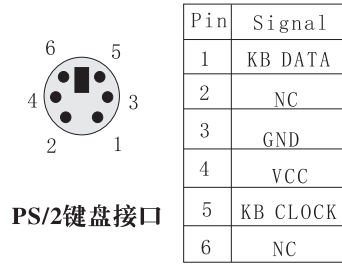 6 5
4 3
2 1
PS/2键盘接口
Pin Signal
1 KB DATA
2 NC
3 GND
4 VCC
5 KB CLOCK
6 NC